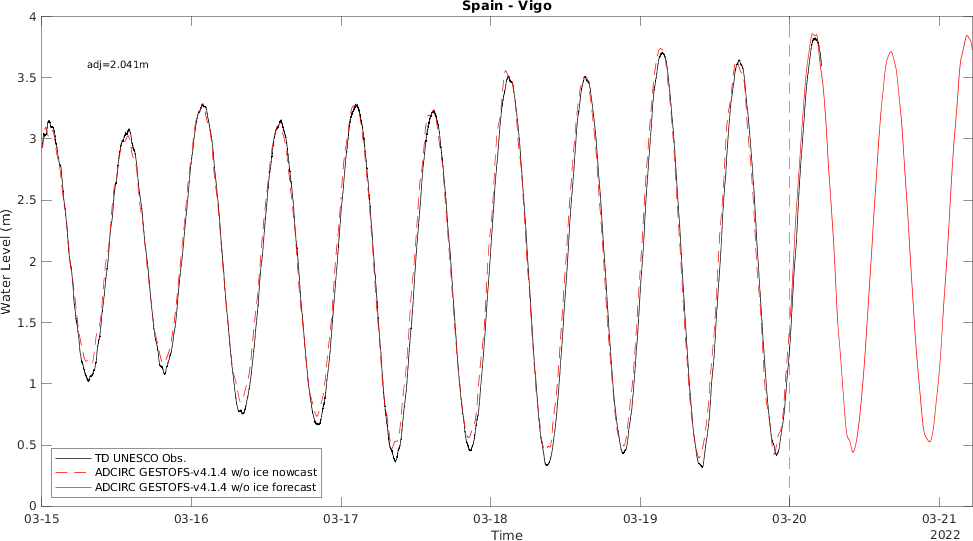 Spain - Vigo
adj=2.041m
4
3.5
3
2.5
2
1.5
1
0.5
0
Water Level (m)
TD UNESCO Obs.
ADCIRC GESTOFS-v4.1.4 w/o ice nowcast
ADCIRC GESTOFS-v4.1.4 w/o ice forecast
03-15 03-16 03-17 03-18 03-19 03-20 03-21
Time
2022